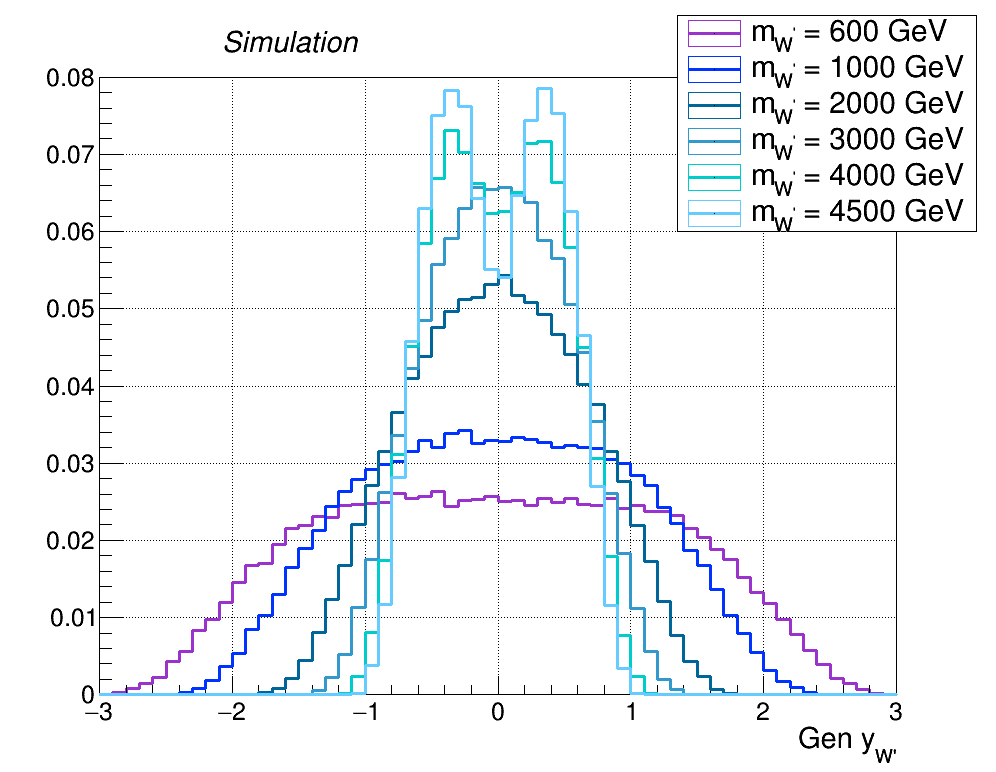 Simulation
m_W' = 600 GeV
m_W' = 1000 GeV
m_W' = 2000 GeV
m_W' = 3000 GeV
m_W' = 4000 GeV
m_W' = 4500 GeV
0.08
0.07
0.06
0.05
0.04
0.03
0.02
0.01
0
−3 −2 −1 0 1 2 3
Gen y_W'